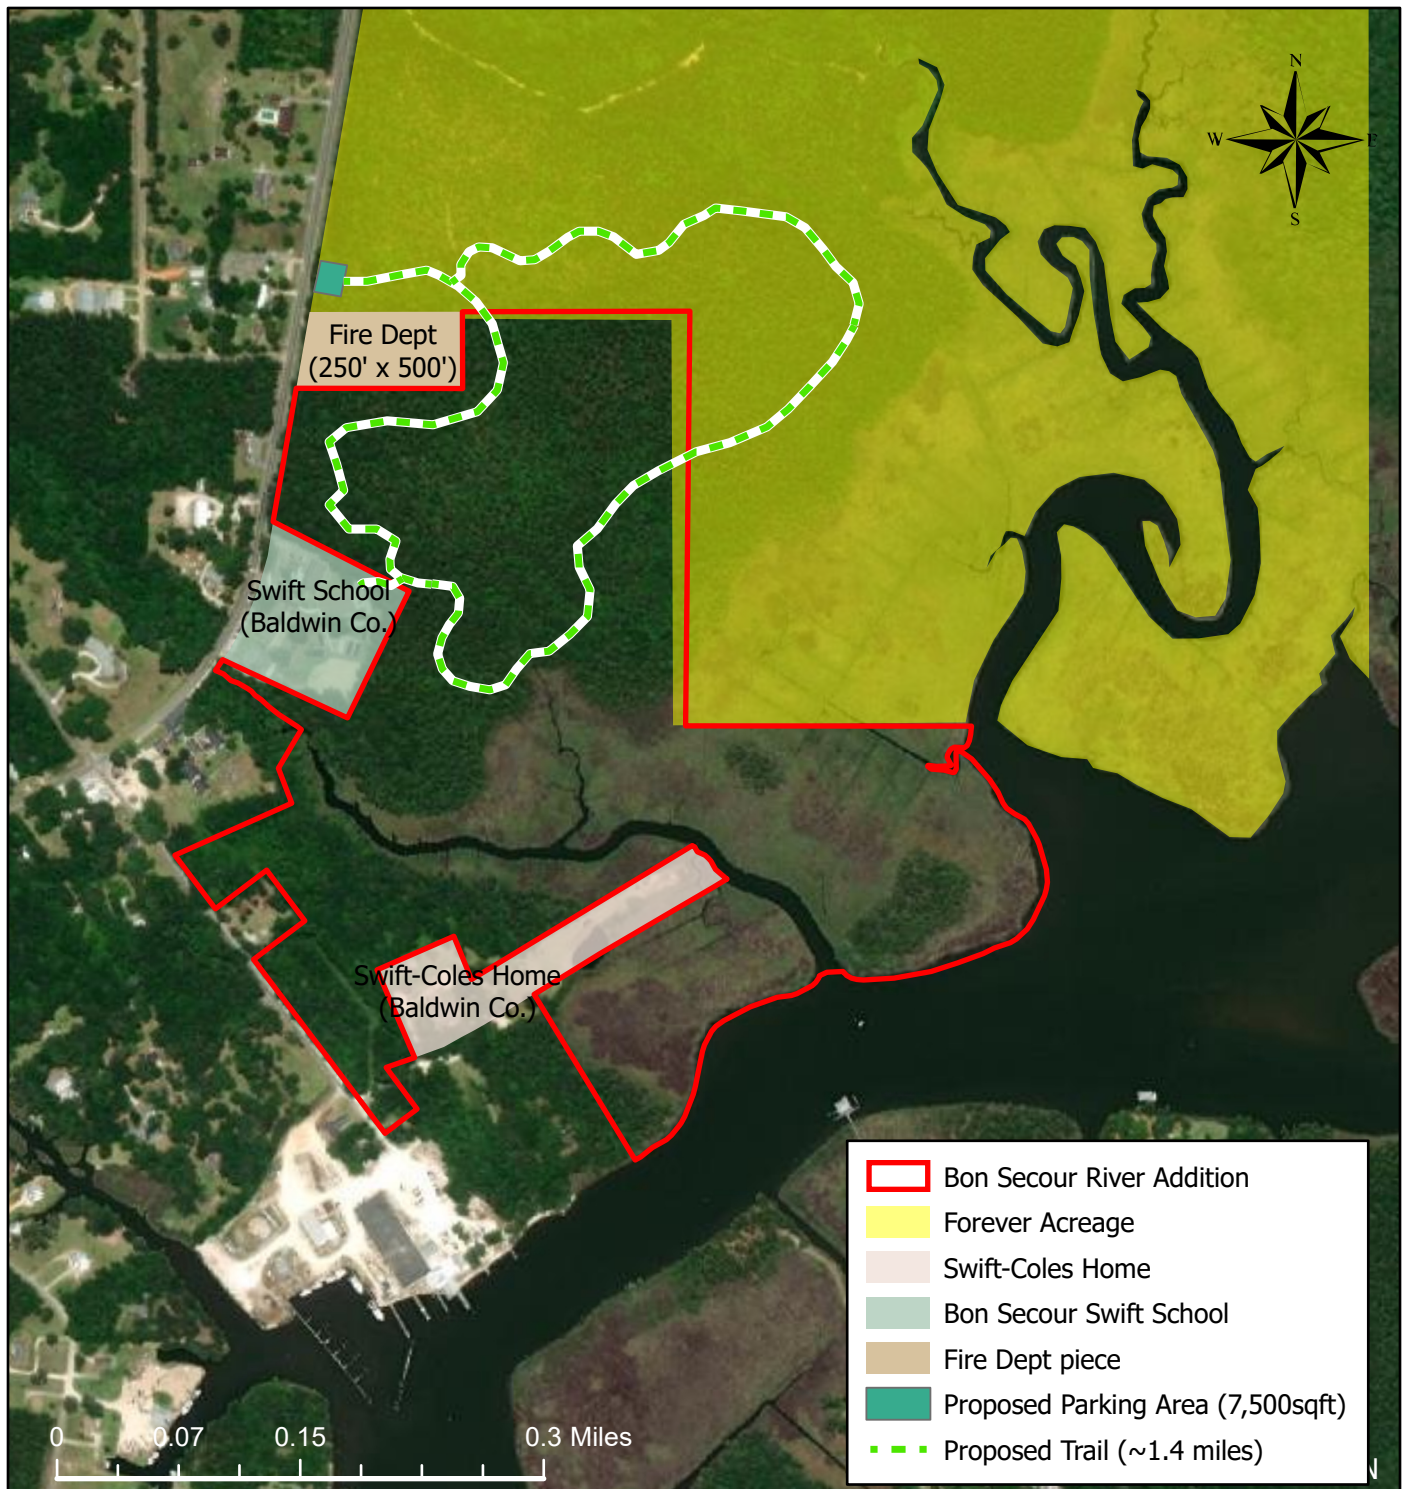 N
W
S
Fire Dept
(250' x 500')
Swift School
(Baldwin Co.)
Swift-Coles Home
(Baldwin Co.)
Bon Secour River Addition
Forever Acreage
Swift-Coles Home
Bon Secour Swift School
Fire Dept piece
Proposed Parking Area (7,500sqft)
Proposed Trail (~1.4 miles)
0 0.07 0.15 0.3 Miles